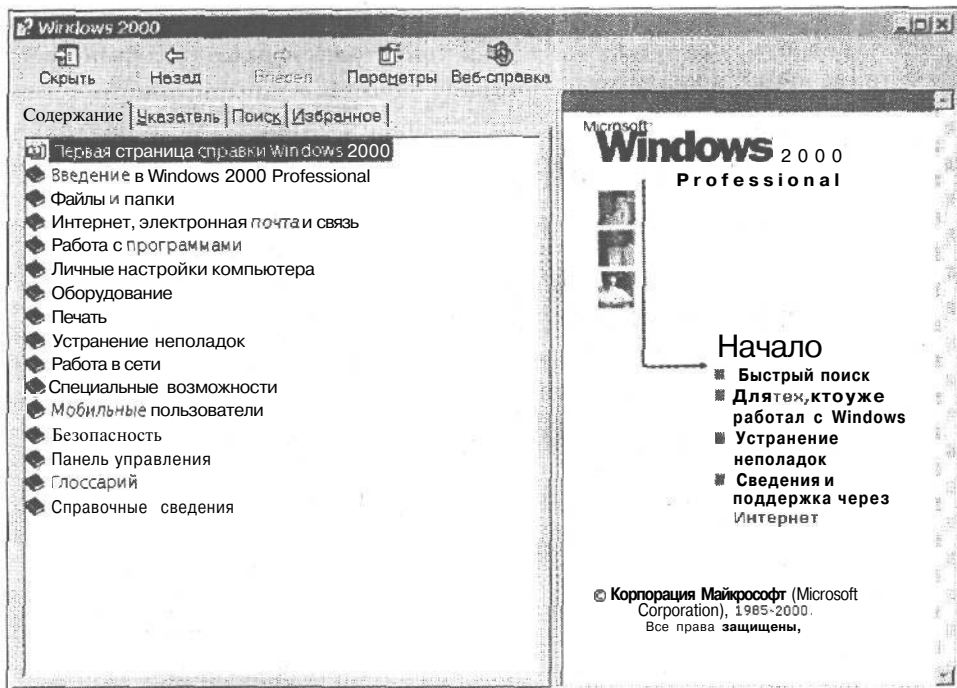 Windows 2000
Скрыть Назад Вперед Параметры Веб-справка
Содержание Указатель Поиск Избранное
Первая страница справки Windows 2000
Введение в Windows 2000 Professional
Файлы и папки
Интернет, электронная почта и связь
Работа с программами
Личные настройки компьютера
Оборудование
Печать
Устранение неполадок
Работа в сети
Специальные возможности
Мобильные пользователи
Безопасность
Панель управления
Глоссарий
Справочные сведения
Microsoft
Windows 2000
Professional
Начало
Быстрый поиск
Для тех, кто уже
работал с Windows
Устранение
неполадок
Сведения и
поддержка через
Интернет
© Корпорация Майкрософт (Microsoft
Corporation), 1985-2000.
Все права защищены,